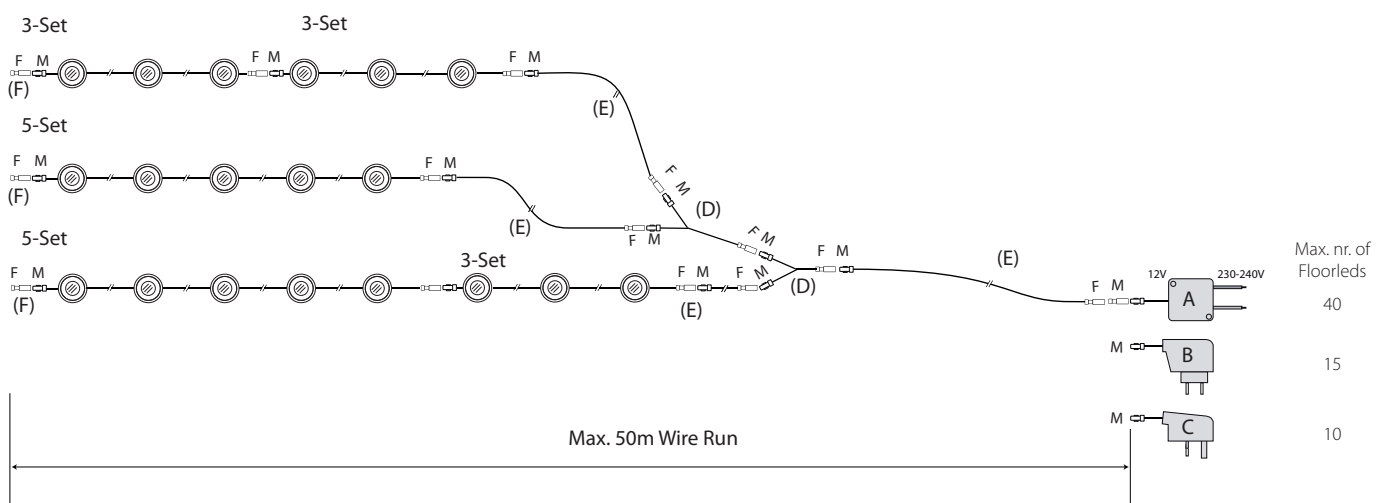 3-Set 3-Set
F M F M F M
(F) (E)
5-Set
F M F M F M
(F) (E) (D)
F M
5-Set
3-Set
F M
F M F M F M F M
(F) (E) (D) (E)
F M 12V 230-240V
A
Max. nr. of
Floorleds
40
M B 15
M C 10
Max. 50m Wire Run